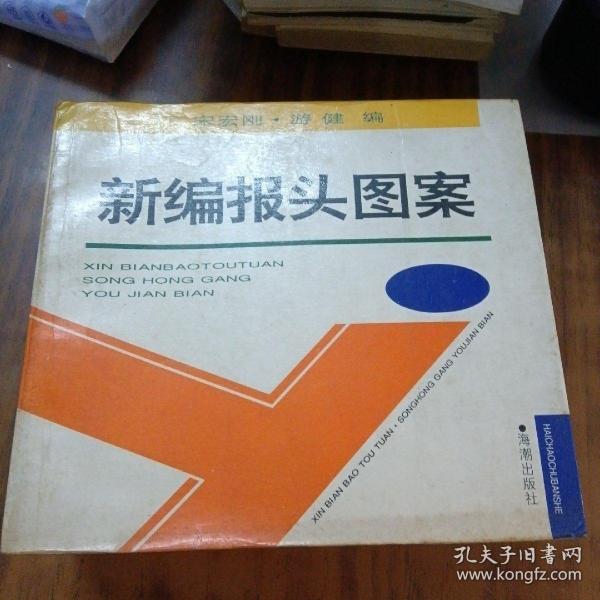 宋宏刚·游健 编
新编报头图案
XIN BIANBAOTOUTUAN
SONG HONG GANG
YOU JIAN BIAN
XIN BIAN BAO TOU TUAN·SONGHONG GANG YOUJIAN BIAN
HAICHAOCHUBANSHE
●海潮出版社
孔夫子旧书网
www.kongfz.com